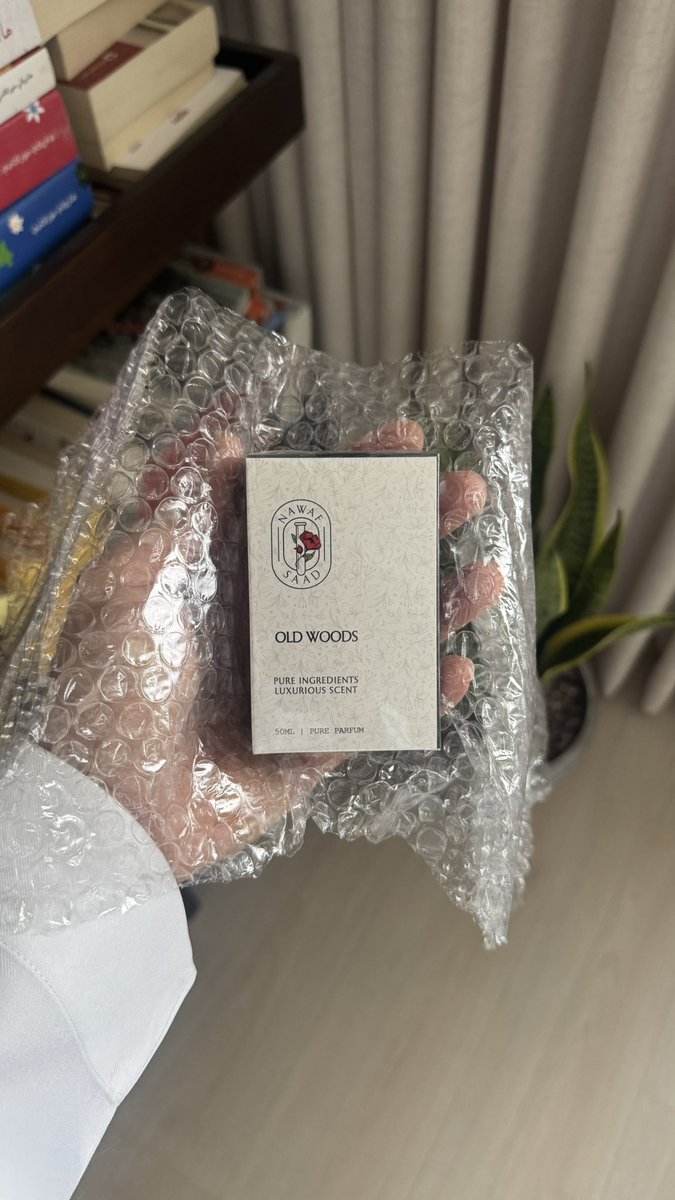 NAWAF
SAAD
OLD WOODS
PURE INGREDIENTS
LUXURIOUS SCENT
50ML | PURE PARFUM